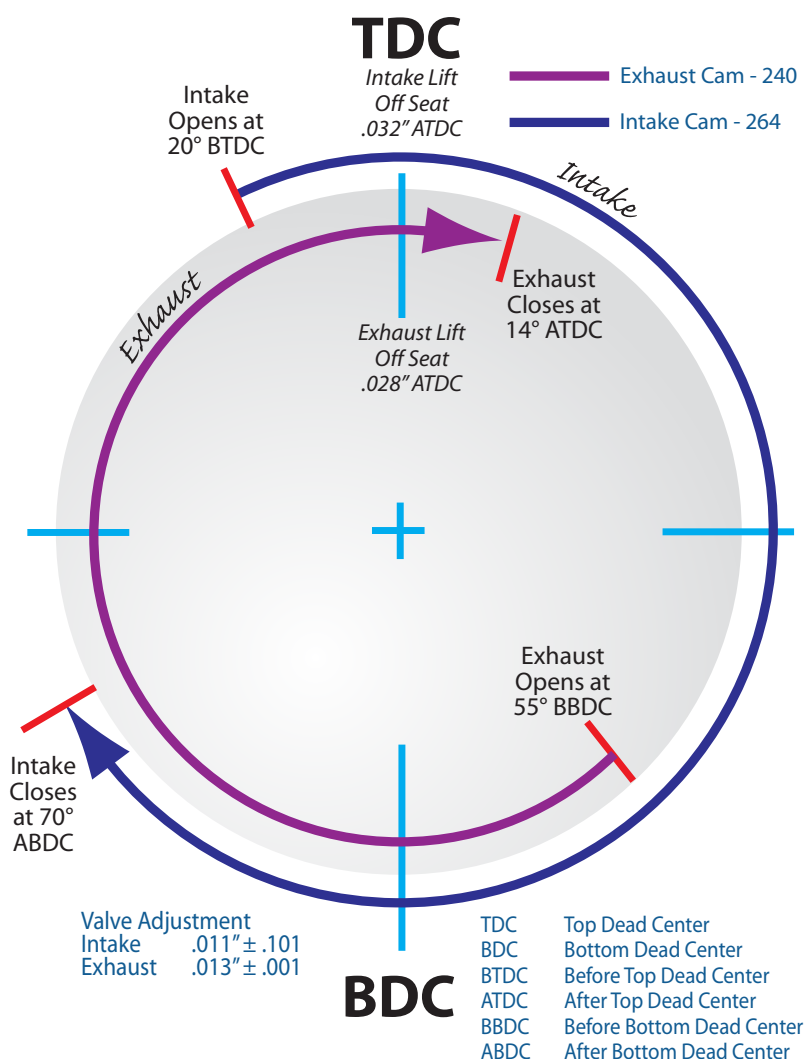 TDC
Intake Lift
Off Seat
.032” ATDC
Exhaust Cam - 240
Intake Cam - 264
Intake
Opens at
20° BTDC
Intake
Exhaust
Exhaust
Closes at
14° ATDC
Exhaust Lift
Off Seat
.028” ATDC
Exhaust
Opens at
55° BBDC
Intake
Closes
at 70°
ABDC
Valve Adjustment
Intake .011” ± .101
Exhaust .013” ± .001
BDC
TDC Top Dead Center
BDC Bottom Dead Center
BTDC Before Top Dead Center
ATDC After Top Dead Center
BBDC Before Bottom Dead Center
ABDC After Bottom Dead Center